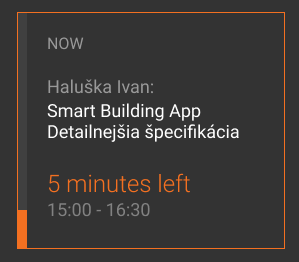 NOW
Haluška Ivan:
Smart Building App
Detailnejšia špecifikácia
5 minutes left
15:00 - 16:30